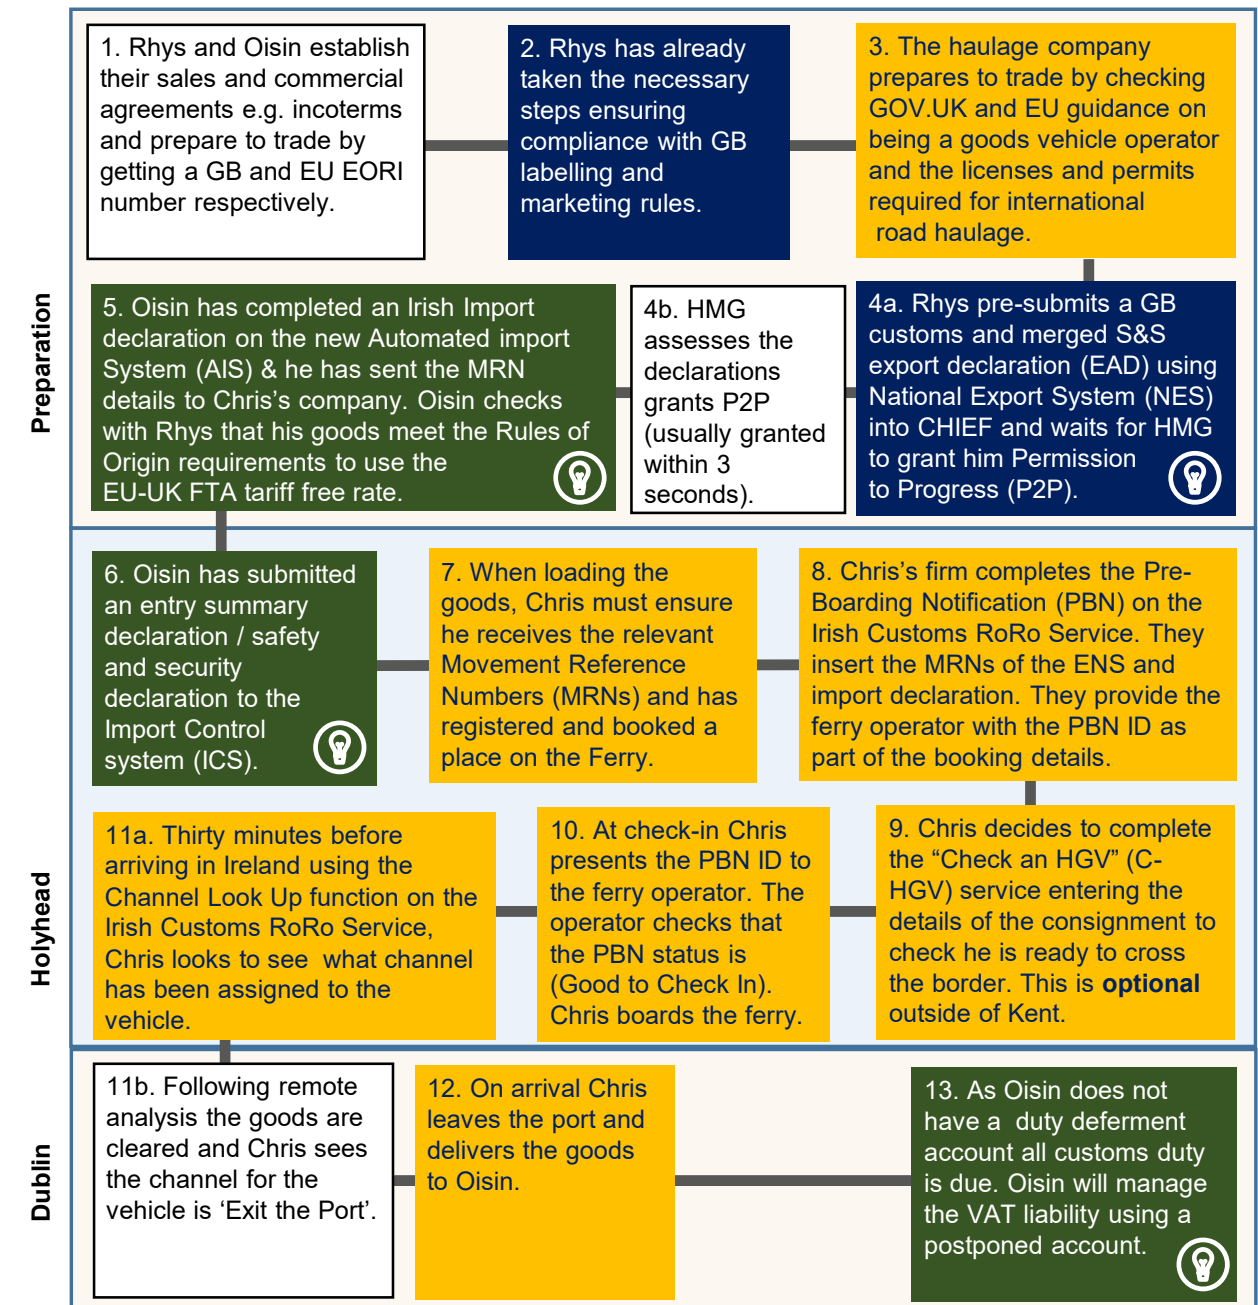 Preparation
1. Rhys and Oisin establish
their sales and commercial
agreements e.g. incoterms
and prepare to trade by
getting a GB and EU EORI
number respectively.
2. Rhys has already
taken the necessary
steps ensuring
compliance with GB
labelling and
marketing rules.
3. The haulage company
prepares to trade by checking
GOV.UK and EU guidance on
being a goods vehicle operator
and the licenses and permits
required for international
road haulage.
4a. Rhys pre-submits a GB
customs and merged S&S
export declaration (EAD) using
National Export System (NES)
into CHIEF and waits for HMG
to grant him Permission
to Progress (P2P).
4b. HMG
assesses the
declarations
grants P2P
(usually granted
within 3
seconds).
5. Oisin has completed an Irish Import
declaration on the new Automated import
System (AIS) & he has sent the MRN
details to Chris's company. Oisin checks
with Rhys that his goods meet the Rules of
Origin requirements to use the
EU-UK FTA tariff free rate.
Holyhead
6. Oisin has submitted
an entry summary
declaration / safety
and security
declaration to the
Import Control
system (ICS).
7. When loading the
goods, Chris must ensure
he receives the relevant
Movement Reference
Numbers (MRNs) and has
registered and booked a
place on the Ferry.
8. Chris's firm completes the Pre-
Boarding Notification (PBN) on the
Irish Customs RoRo Service. They
insert the MRNs of the ENS and
import declaration. They provide the
ferry operator with the PBN ID as
part of the booking details.
9. Chris decides to complete
the “Check an HGV” (C-
HGV) service entering the
details of the consignment to
check he is ready to cross
the border. This is optional
outside of Kent.
10. At check-in Chris
presents the PBN ID to
the ferry operator. The
operator checks that
the PBN status is
(Good to Check In).
Chris boards the ferry.
11a. Thirty minutes before
arriving in Ireland using the
Channel Look Up function on the
Irish Customs RoRo Service,
Chris looks to see what channel
has been assigned to the
vehicle.
Dublin
11b. Following remote
analysis the goods are
cleared and Chris sees
the channel for the
vehicle is ‘Exit the Port’.
12. On arrival Chris
leaves the port and
delivers the goods
to Oisin.
13. As Oisin does not
have a duty deferment
account all customs duty
is due. Oisin will manage
the VAT liability using a
postponed account.